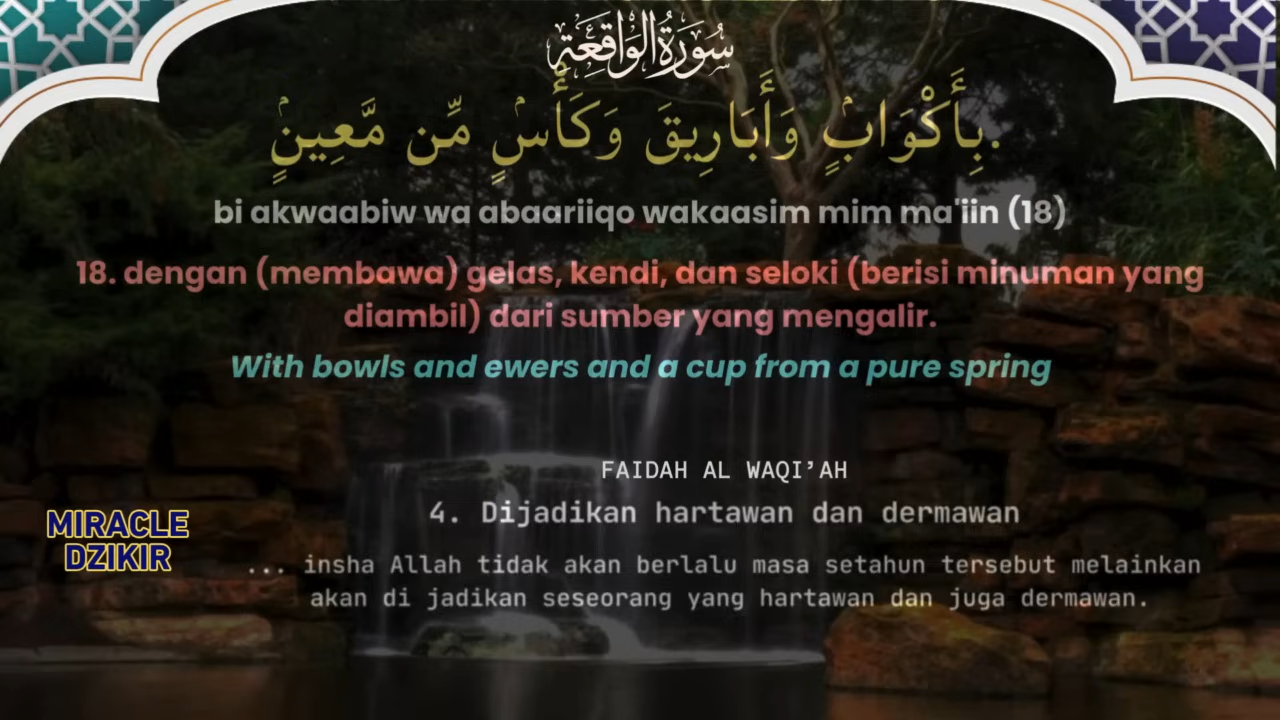 سُورَةُ الْوَاقِعَةِ
بِأَكْوَابٍۢ وَأَبَارِيقَ وَكَأْسٍۢ مِّن مَّعِينٍۢ.
bi akwaabiw wa abaariiqo wakaasim mim ma'iin (18)
18. dengan (membawa) gelas, kendi, dan seloki (berisi minuman yang
diambil) dari sumber yang mengalir.
With bowls and ewers and a cup from a pure spring
FAIDAH AL WAQI’AH
4. Dijadikan hartawan dan dermawan
... insha Allah tidak akan berlalu masa setahun tersebut melainkan
akan di jadikan seseorang yang hartawan dan juga dermawan.
MIRACLE
DZIKIR